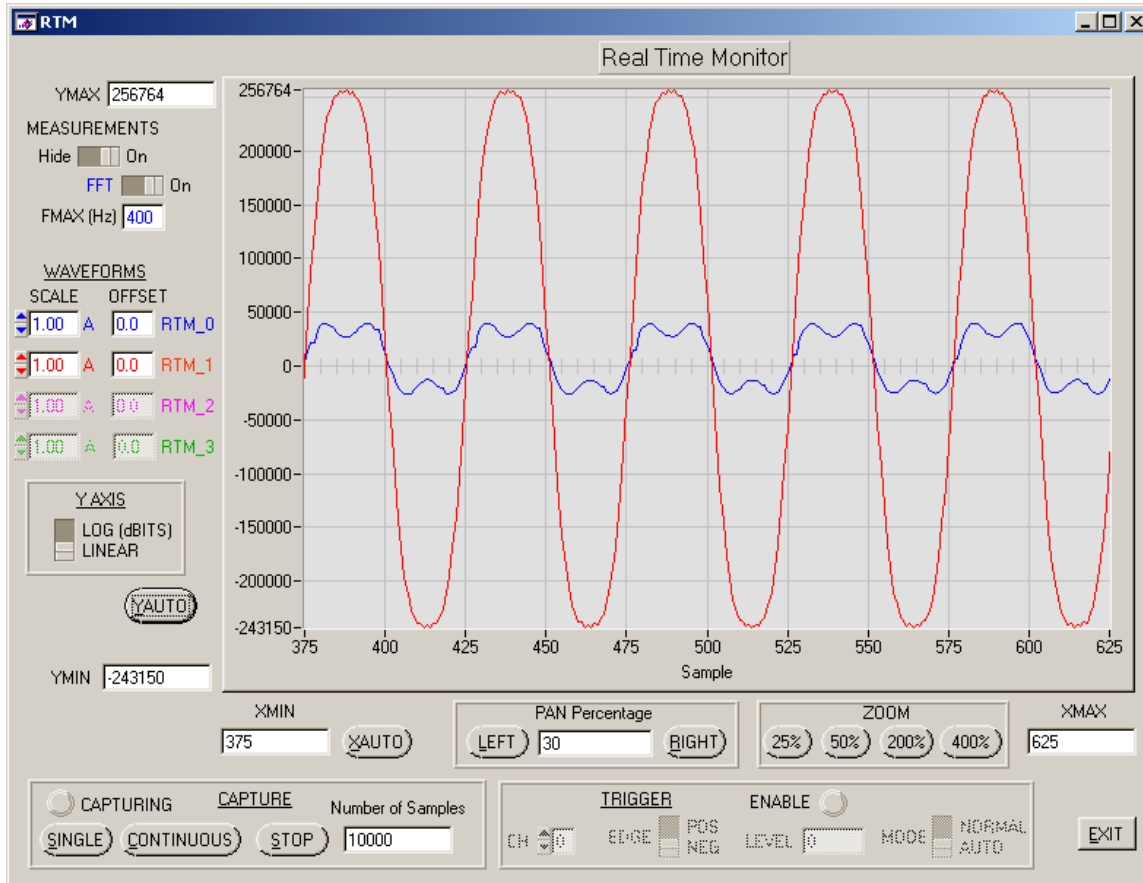 RTM
Real Time Monitor
YMAX 256764
MEASUREMENTS
Hide On
FFT On
FMAX (Hz) 400
WAVEFORMS
SCALE OFFSET
1.00 A 0.0 RTM_0
1.00 A 0.0 RTM_1
1.00 A 0.0 RTM_2
1.00 A 0.0 RTM_3
Y AXIS
LOG (dBITS)
LINEAR
YAUTO
YMIN -243150
256764
200000
150000
100000
50000
0
-50000
-100000
-150000
-200000
-243150
375 400 425 450 475 500 525 550 575 600 625
Sample
XMIN
375 XAUTO
PAN Percentage
LEFT 30 RIGHT
ZOOM
25% 50% 200% 400%
XMAX
625
CAPTURING CAPTURE Number of Samples
SINGLE CONTINUOUS STOP 10000
TRIGGER ENABLE
CH 0 EDGE POS NEG LEVEL 0 MODE NORMAL AUTO
EXIT